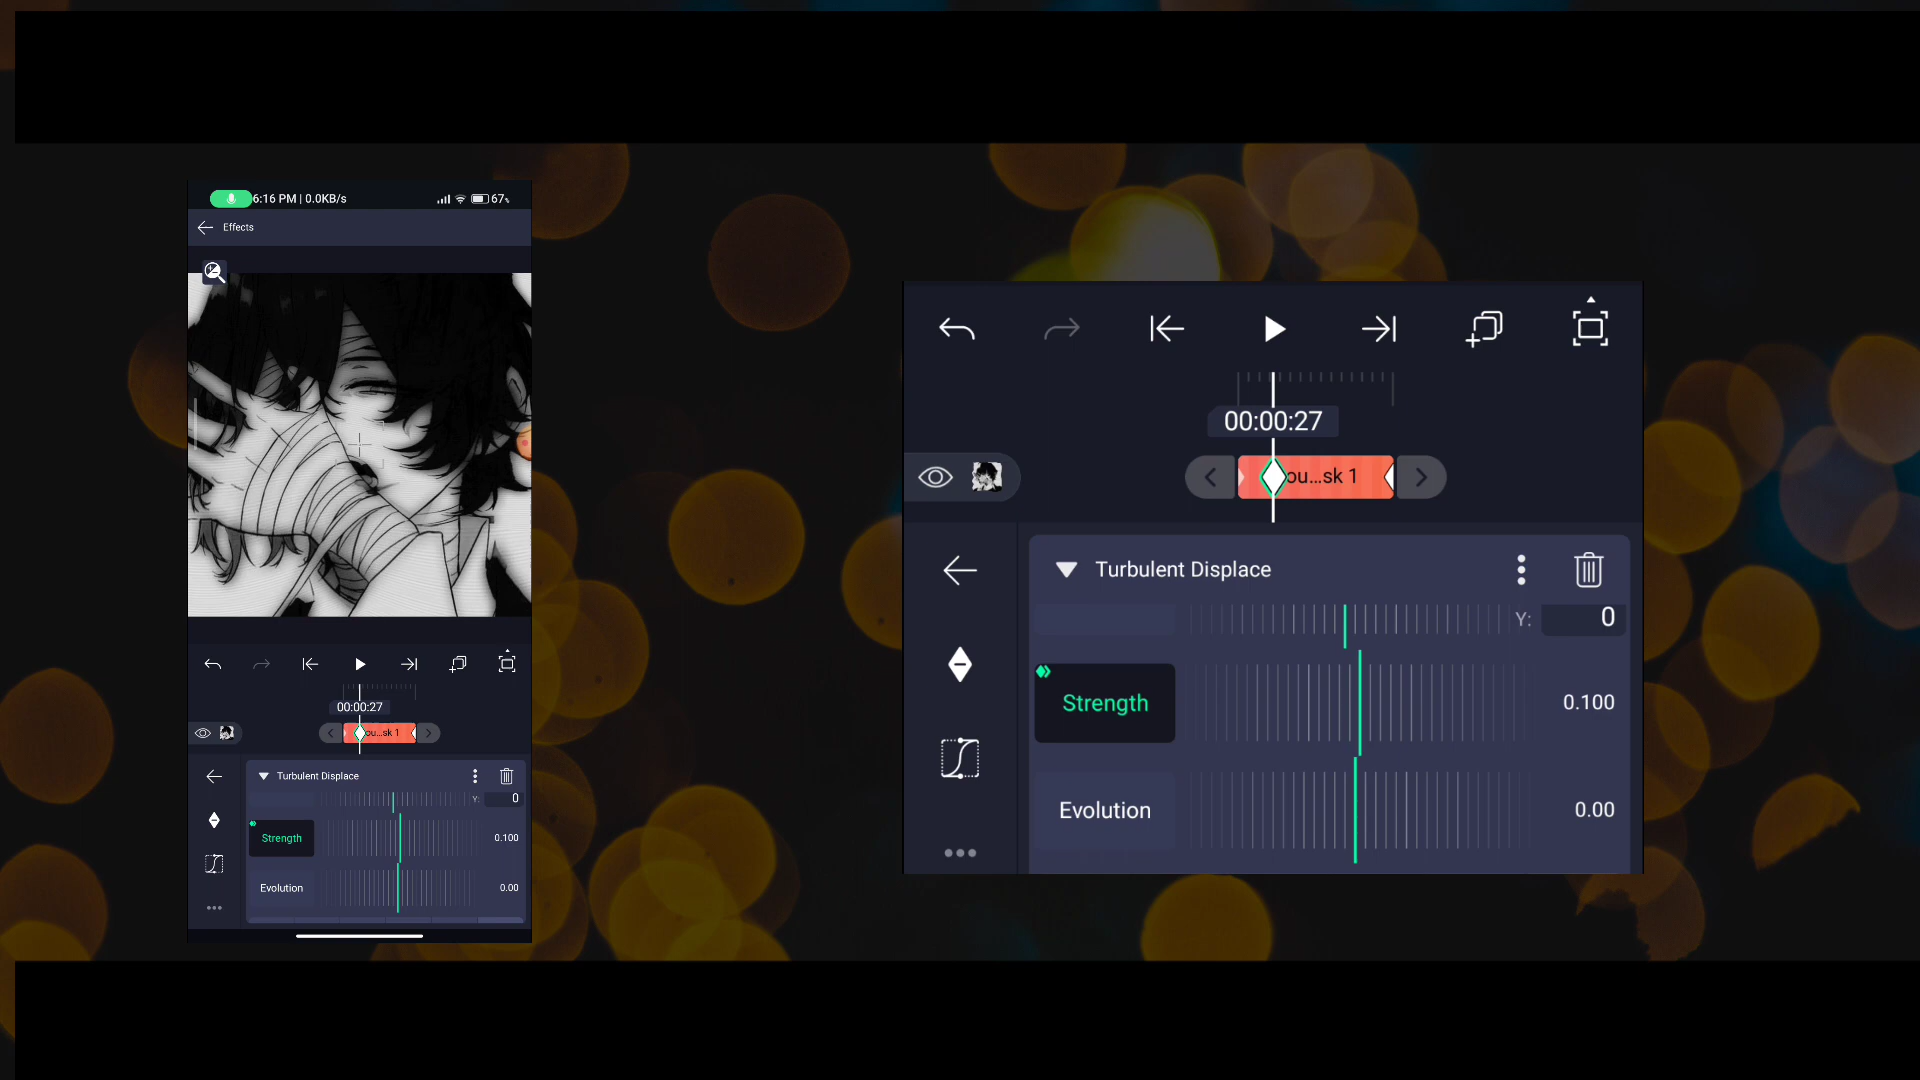 6:16 PM | 0.0KB/s
67%
Effects
00:00:27
ou...sk 1
Turbulent Displace
Y: 0
Strength 0.100
Evolution 0.00
00:00:27
ou...sk 1
Turbulent Displace
Y: 0
Strength 0.100
Evolution 0.00